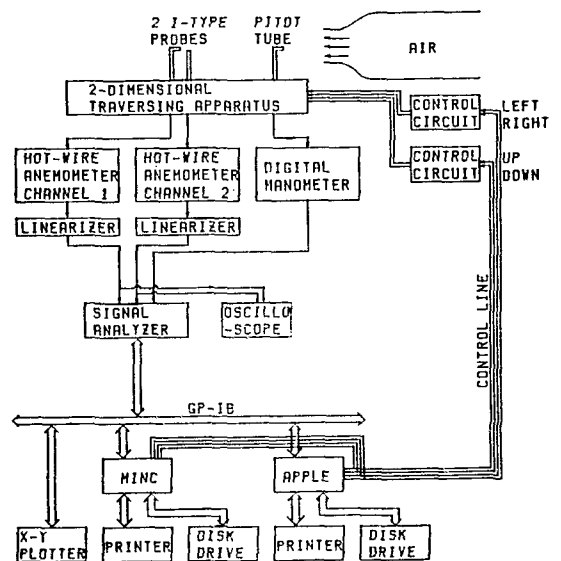 2 I-TYPE
PROBES
PITOT
TUBE
AIR
2-DIMENSIONAL
TRAVERSING APPARATUS
CONTROL
CIRCUIT
LEFT
RIGHT
CONTROL
CIRCUIT
UP
DOWN
HOT-WIRE
ANEMOMETER
CHANNEL 1
HOT-WIRE
ANEMOMETER
CHANNEL 2
DIGITAL
MANOMETER
LINEARIZER
LINEARIZER
SIGNAL
ANALYZER
OSCILLO
-SCOPE
CONTROL LINE
GP-IB
MINC
APPLE
X-Y
PLOTTER
PRINTER
DISK
DRIVE
PRINTER
DISK
DRIVE